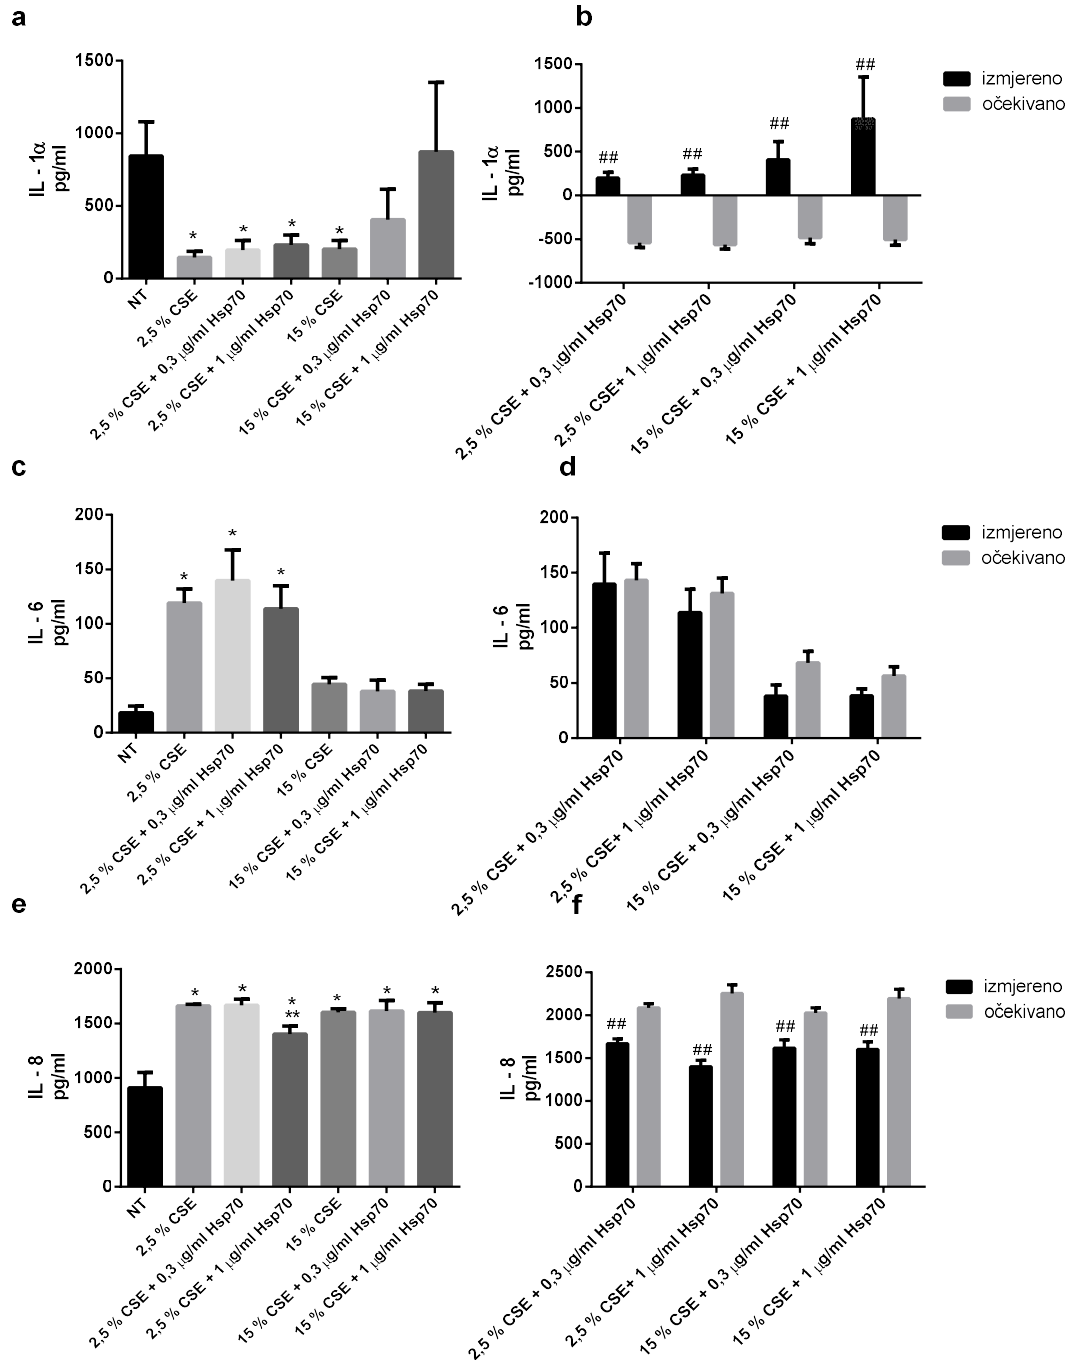 a
1500
1000
500
0
IL - 1α
pg/ml
*
*
*
*
NT
2,5 % CSE
2,5 % CSE + 0,3 µg/ml Hsp70
2,5 % CSE + 1 µg/ml Hsp70
15 % CSE
15 % CSE + 0,3 µg/ml Hsp70
15 % CSE + 1 µg/ml Hsp70
b
1500
1000
500
0
-500
-1000
IL - 1α
pg/ml
##
##
##
##
izmjereno
očekivano
2,5 % CSE + 0,3 µg/ml Hsp70
2,5 % CSE+ 1 µg/ml Hsp70
15 % CSE + 0,3 µg/ml Hsp70
15 % CSE + 1 µg/ml Hsp70
c
200
150
100
50
0
IL - 6
pg/ml
*
*
*
NT
2,5 % CSE
2,5 % CSE + 0,3 µg/ml Hsp70
2,5 % CSE + 1 µg/ml Hsp70
15 % CSE
15 % CSE + 0,3 µg/ml Hsp70
15 % CSE + 1 µg/ml Hsp70
d
200
150
100
50
0
IL - 6
pg/ml
izmjereno
očekivano
2,5 % CSE + 0,3 µg/ml Hsp70
2,5 % CSE+ 1 µg/ml Hsp70
15 % CSE + 0,3 µg/ml Hsp70
15 % CSE + 1 µg/ml Hsp70
e
2000
1500
1000
500
0
IL - 8
pg/ml
*
*
*
**
*
*
*
NT
2,5 % CSE
2,5 % CSE + 0,3 µg/ml Hsp70
2,5 % CSE + 1 µg/ml Hsp70
15 % CSE
15 % CSE + 0,3 µg/ml Hsp70
15 % CSE + 1 µg/ml Hsp70
f
2500
2000
1500
1000
500
0
IL - 8
pg/ml
##
##
##
##
izmjereno
očekivano
2,5 % CSE + 0,3 µg/ml Hsp70
2,5 % CSE+ 1 µg/ml Hsp70
15 % CSE + 0,3 µg/ml Hsp70
15 % CSE + 1 µg/ml Hsp70